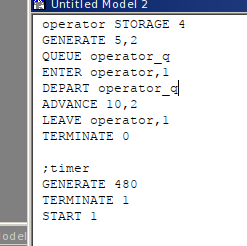 Untitled Model 2
operator STORAGE 4
GENERATE 5,2
QUEUE operator_q
ENTER operator,1
DEPART operator_q
ADVANCE 10,2
LEAVE operator,1
TERMINATE 0
;timer
GENERATE 480
TERMINATE 1
START 1
odel